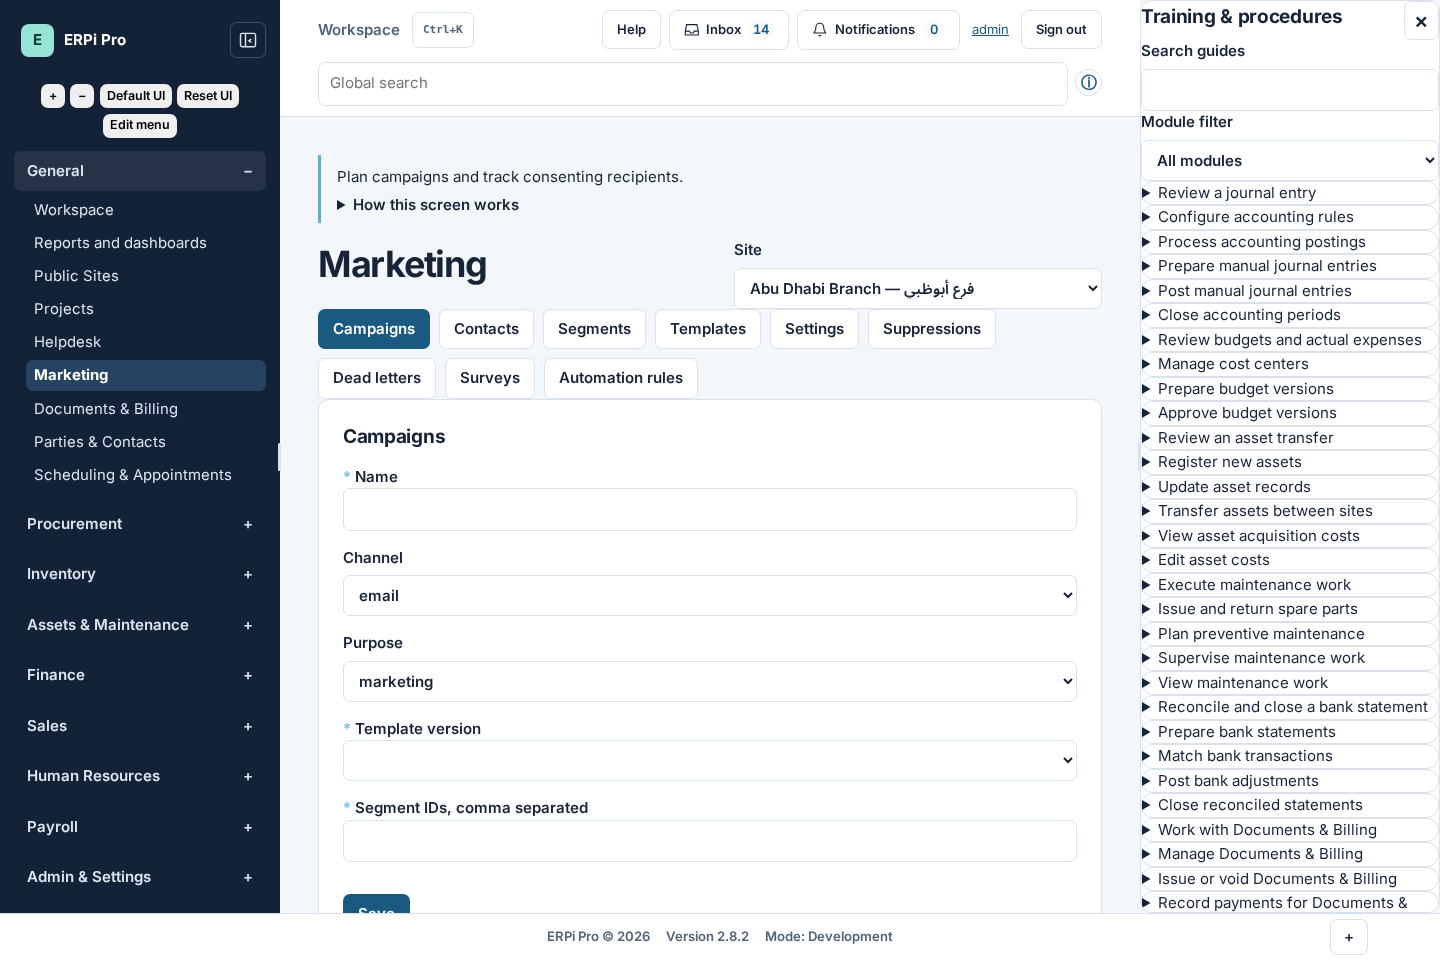 E ERPi Pro
+ − Default UI Reset UI
Edit menu
General −
Workspace
Reports and dashboards
Public Sites
Projects
Helpdesk
Marketing
Documents & Billing
Parties & Contacts
Scheduling & Appointments
Procurement +
Inventory +
Assets & Maintenance +
Finance +
Sales +
Human Resources +
Payroll +
Admin & Settings +
Workspace Ctrl+K
Help Inbox 14 Notifications 0 admin Sign out
Global search ⓘ
Plan campaigns and track consenting recipients.
How this screen works
Marketing
Site
Abu Dhabi Branch — فرع أبوظبي
Campaigns Contacts Segments Templates Settings Suppressions
Dead letters Surveys Automation rules
Campaigns
* Name
Channel
email
Purpose
marketing
* Template version
* Segment IDs, comma separated
Save
Training & procedures ×
Search guides
Module filter
All modules
Review a journal entry
Configure accounting rules
Process accounting postings
Prepare manual journal entries
Post manual journal entries
Close accounting periods
Review budgets and actual expenses
Manage cost centers
Prepare budget versions
Approve budget versions
Review an asset transfer
Register new assets
Update asset records
Transfer assets between sites
View asset acquisition costs
Edit asset costs
Execute maintenance work
Issue and return spare parts
Plan preventive maintenance
Supervise maintenance work
View maintenance work
Reconcile and close a bank statement
Prepare bank statements
Match bank transactions
Post bank adjustments
Close reconciled statements
Work with Documents & Billing
Manage Documents & Billing
Issue or void Documents & Billing
Record payments for Documents &
ERPi Pro © 2026 Version 2.8.2 Mode: Development +